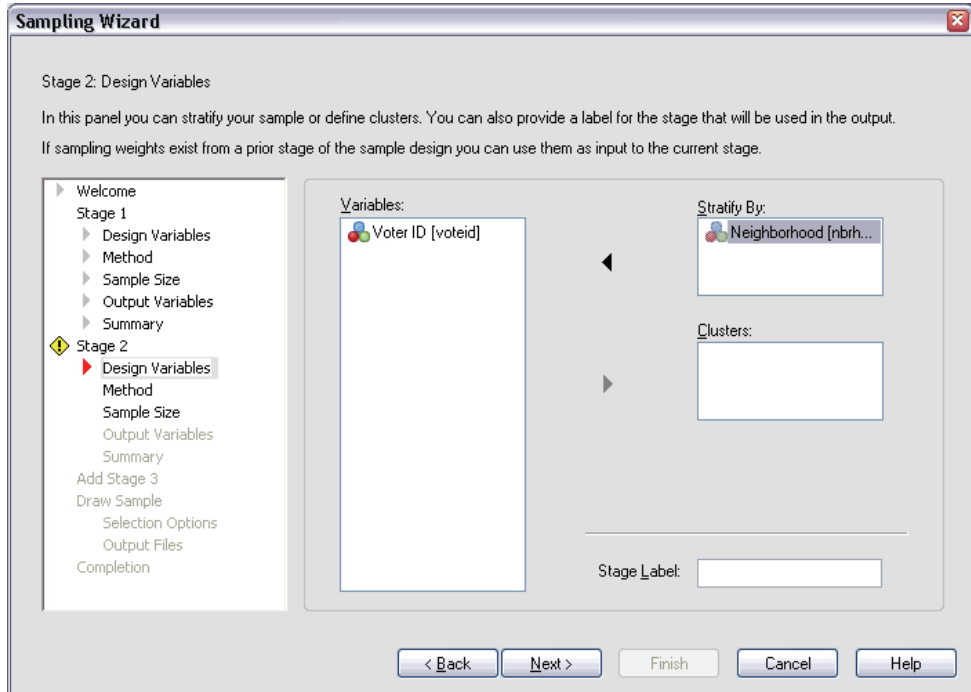 Sampling Wizard
Stage 2: Design Variables
In this panel you can stratify your sample or define clusters. You can also provide a label for the stage that will be used in the output.
If sampling weights exist from a prior stage of the sample design you can use them as input to the current stage.
Welcome
Stage 1
Design Variables
Method
Sample Size
Output Variables
Summary
Stage 2
Design Variables
Method
Sample Size
Output Variables
Summary
Add Stage 3
Draw Sample
Selection Options
Output Files
Completion
Variables:
Voter ID [voteid]
Stratify By:
Neighborhood [nbrh...
Clusters:
Stage Label:
< Back
Next >
Finish
Cancel
Help